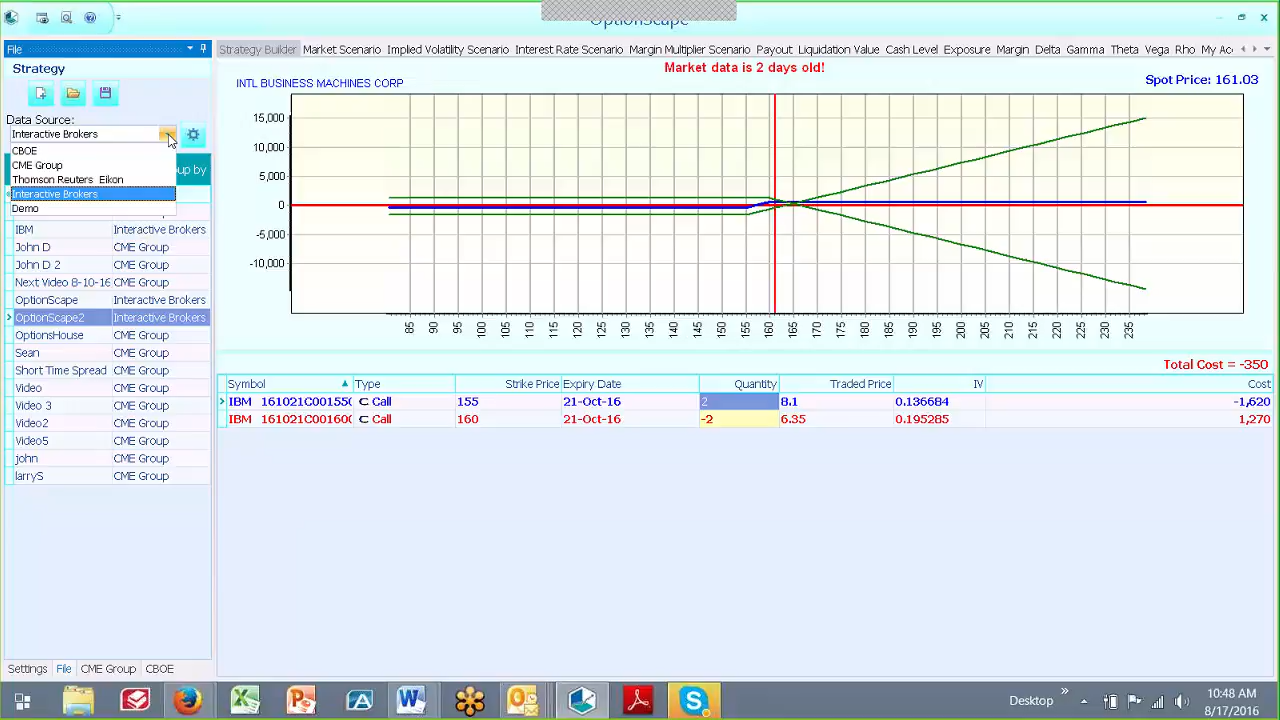 OptionScape
File
Strategy
Data Source:
Interactive Brokers
CBOE
CME Group
Thomson Reuters Eikon
Interactive Brokers
Demo
up by
IBM Interactive Brokers
John D CME Group
John D 2 CME Group
Next Video 8-10-16 CME Group
OptionScape Interactive Brokers
OptionScape2 Interactive Brokers
OptionsHouse CME Group
Sean CME Group
Short Time Spread CME Group
Video CME Group
Video 3 CME Group
Video2 CME Group
Video5 CME Group
john CME Group
larryS CME Group
Settings File CME Group CBOE
Strategy Builder Market Scenario Implied Volatility Scenario Interest Rate Scenario Margin Multiplier Scenario Payout Liquidation Value Cash Level Exposure Margin Delta Gamma Theta Vega Rho My Ac
Market data is 2 days old!
INTL BUSINESS MACHINES CORP
Spot Price: 161.03
15,000
10,000
5,000
0
-5,000
-10,000
85 90 95 100 105 110 115 120 125 130 135 140 145 150 155 160 165 170 175 180 185 190 195 200 205 210 215 220 225 230 235
Total Cost = -350
Symbol Type Strike Price Expiry Date Quantity Traded Price IV Cost
IBM 161021C00155( C Call 155 21-Oct-16 2 8.1 0.136684 -1,620
IBM 161021C00160( C Call 160 21-Oct-16 -2 6.35 0.195285 1,270
Desktop
10:48 AM
8/17/2016